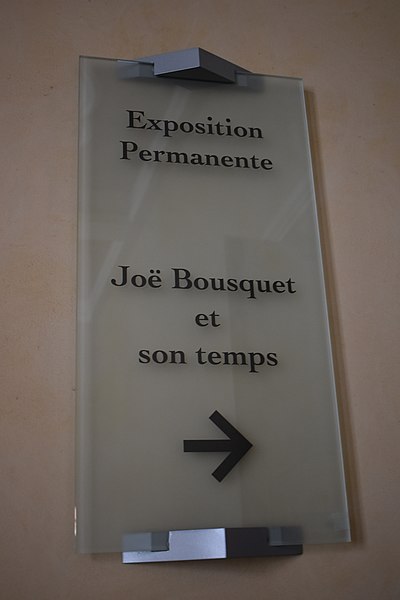 Exposition
Permanente
Joë Bousquet
et
son temps